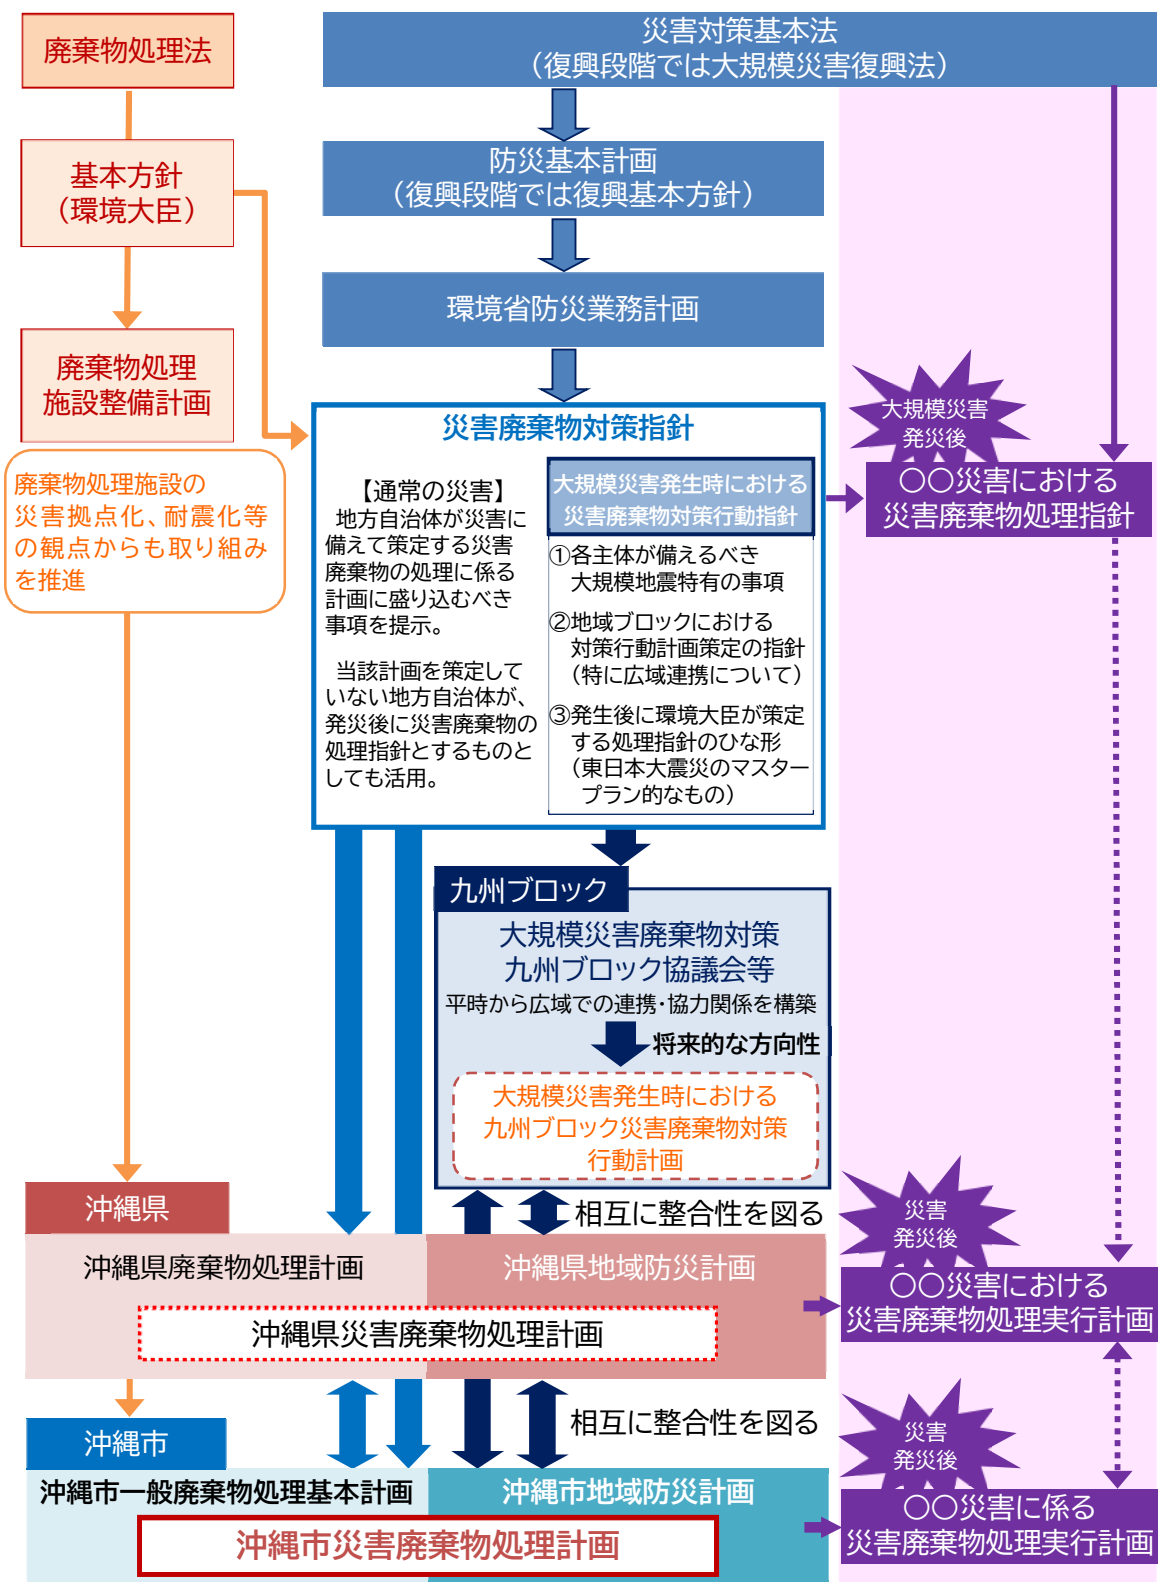 廃棄物処理法
災害対策基本法
（復興段階では大規模災害復興法）
基本方針
（環境大臣）
防災基本計画
（復興段階では復興基本方針）
環境省防災業務計画
廃棄物処理
施設整備計画
廃棄物処理施設の
災害拠点化、耐震化等
の観点からも取り組み
を推進
災害廃棄物対策指針
【通常の災害】
地方自治体が災害に
備えて策定する災害
廃棄物の処理に係る
計画に盛り込むべき
事項を提示。
当該計画を策定して
いない地方自治体が、
発災後に災害廃棄物の
処理指針とするものと
しても活用。
大規模災害発生時における
災害廃棄物対策行動指針
①各主体が備えるべき
大規模地震特有の事項
②地域ブロックにおける
対策行動計画策定の指針
（特に広域連携について）
③発生後に環境大臣が策定
する処理指針のひな形
（東日本大震災のマスター
プラン的なもの）
大規模災害
発災後
〇〇災害における
災害廃棄物処理指針
九州ブロック
大規模災害廃棄物対策
九州ブロック協議会等
平時から広域での連携・協力関係を構築
将来的な方向性
大規模災害発生時における
九州ブロック災害廃棄物対策
行動計画
相互に整合性を図る
沖縄県
沖縄県廃棄物処理計画
沖縄県地域防災計画
沖縄県災害廃棄物処理計画
災害
発災後
〇〇災害における
災害廃棄物処理実行計画
相互に整合性を図る
沖縄市
沖縄市一般廃棄物処理基本計画
沖縄市地域防災計画
沖縄市災害廃棄物処理計画
災害
発災後
〇〇災害に係る
災害廃棄物処理実行計画